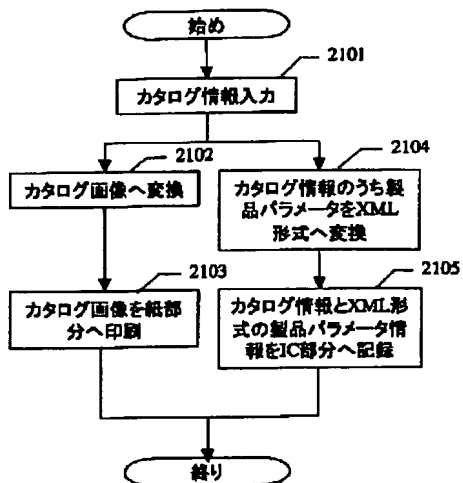 始め
2101
カタログ情報入力
2102
カタログ画像へ変換
2104
カタログ情報のうち製
品パラメータをXML
形式へ変換
2103
カタログ画像を紙部
分へ印刷
2105
カタログ情報とXML形
式の製品パラメータ情
報をIC部分へ記録
終り